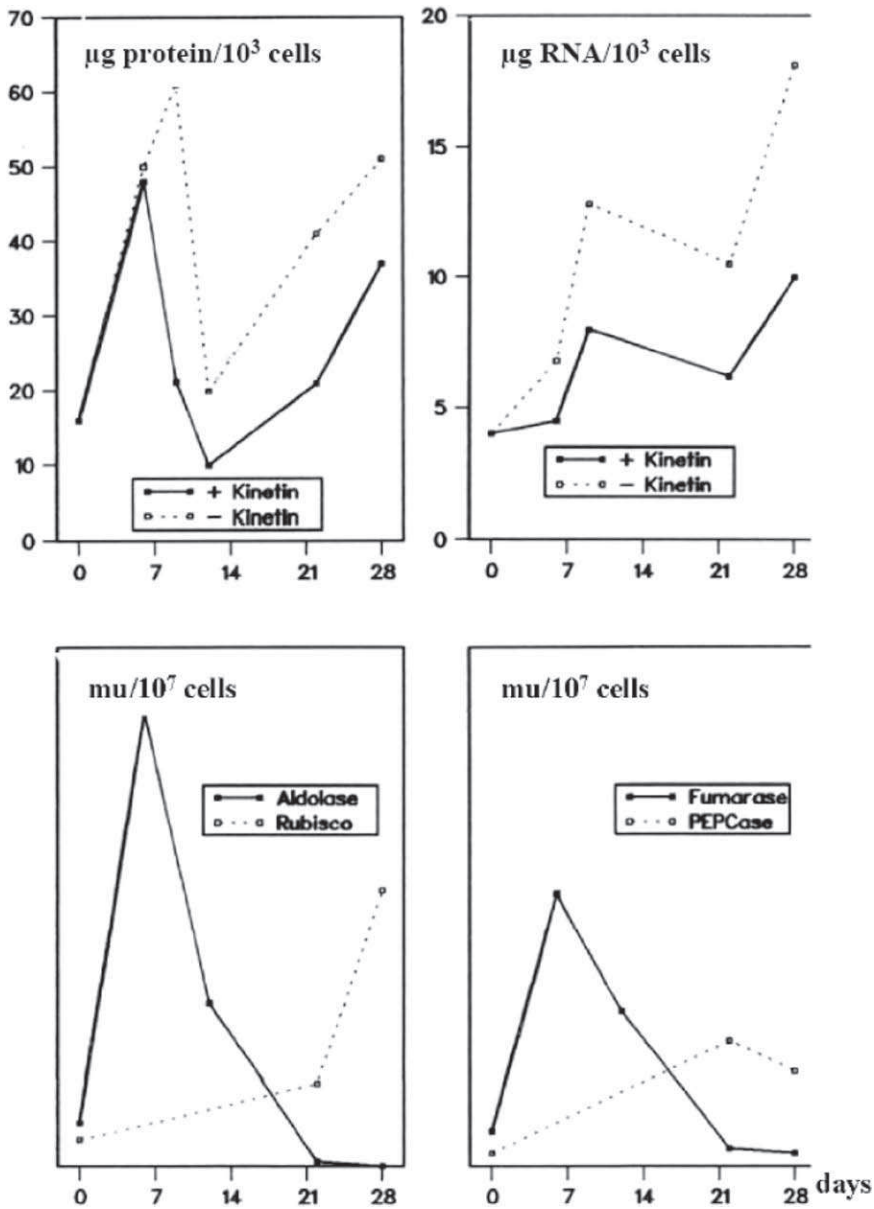 70
60
50
40
30
20
10
0
µg protein/10³ cells
+ Kinetin
− Kinetin
0 7 14 21 28
20
15
10
5
0
µg RNA/10³ cells
+ Kinetin
− Kinetin
0 7 14 21 28
mu/10⁷ cells
Aldolase
Rubisco
0 7 14 21 28
mu/10⁷ cells
Fumarase
PEPCase
0 7 14 21 28 days